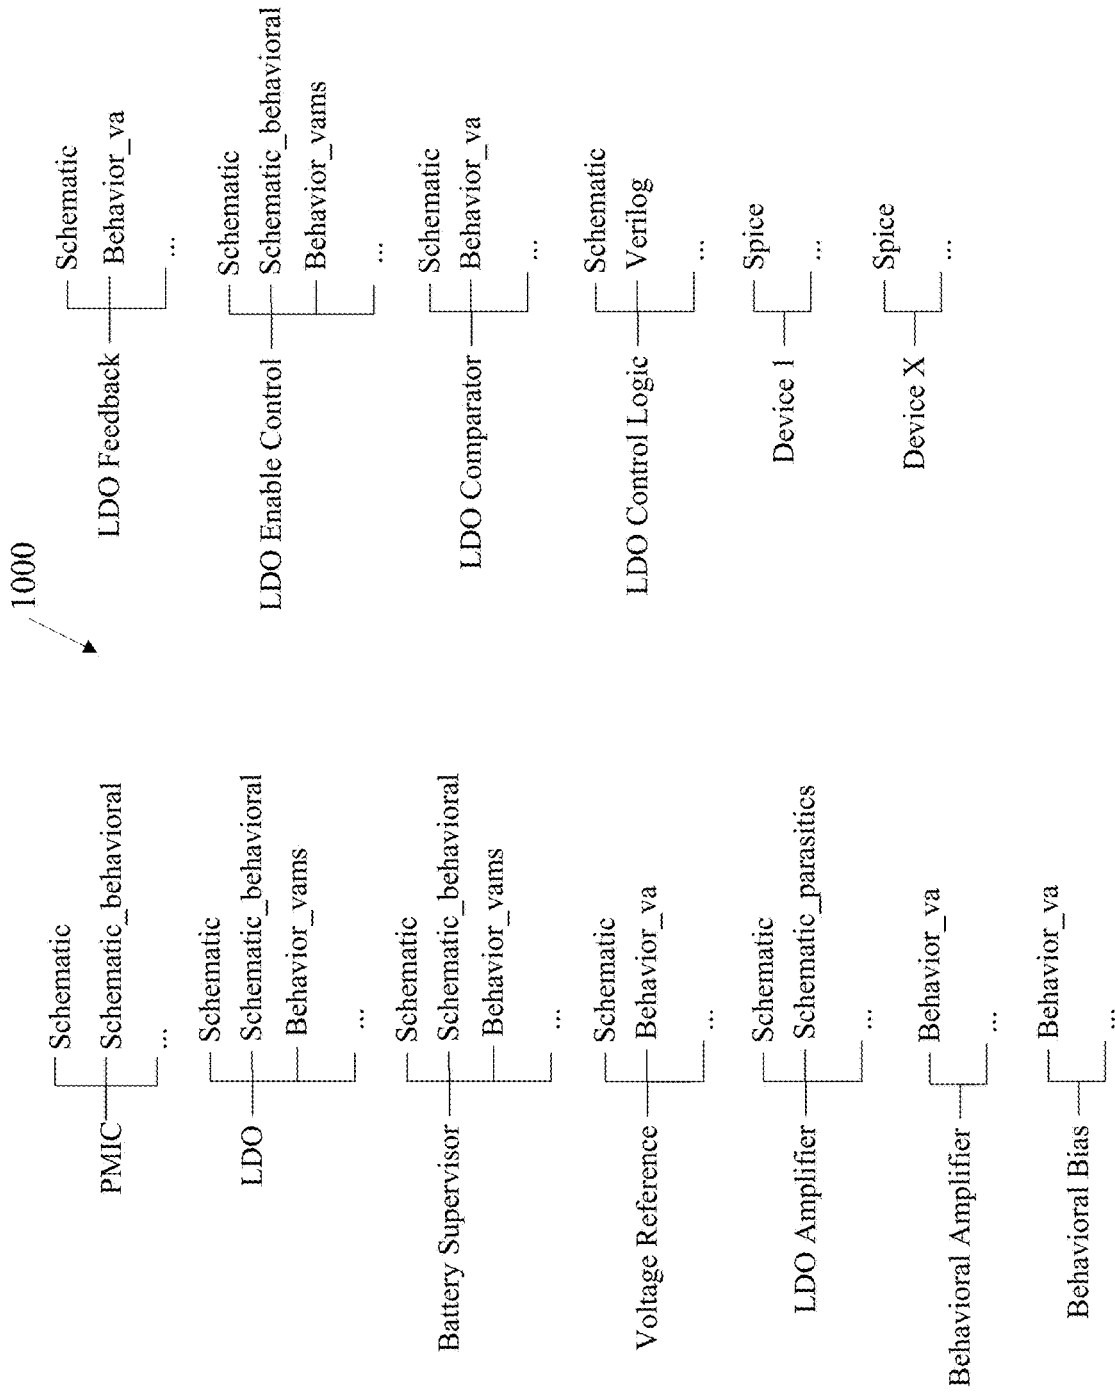 1000
Schematic
PMIC Schematic_behavioral
...
Schematic
LDO Schematic_behavioral
Behavior_vams
...
Schematic
Battery Supervisor Schematic_behavioral
Behavior_vams
...
Schematic
Voltage Reference Behavior_va
...
Schematic
LDO Amplifier Schematic_parasitics
...
Behavior_va
Behavioral Amplifier
...
Behavior_va
Behavioral Bias
...
Schematic
LDO Feedback Behavior_va
...
Schematic
LDO Enable Control Schematic_behavioral
Behavior_vams
...
Schematic
LDO Comparator Behavior_va
...
Schematic
LDO Control Logic Verilog
...
Spice
Device 1
...
Spice
Device X
...